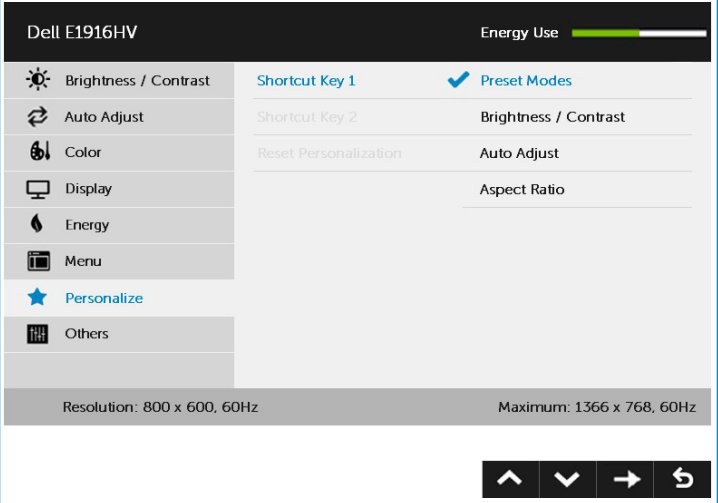 Dell E1916HV
Energy Use
Brightness / Contrast
Shortcut Key 1
Preset Modes
Auto Adjust
Shortcut Key 2
Brightness / Contrast
Color
Reset Personalization
Auto Adjust
Display
Aspect Ratio
Energy
Menu
Personalize
Others
Resolution: 800 x 600, 60Hz
Maximum: 1366 x 768, 60Hz